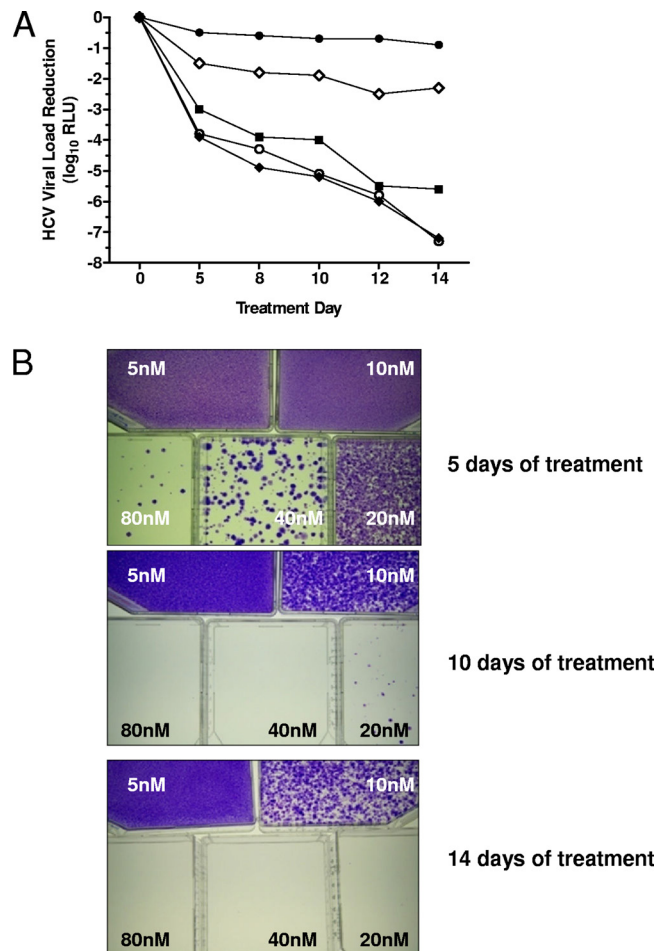 A
HCV Viral Load Reduction
(log10 RLU)
0
-1
-2
-3
-4
-5
-6
-7
-8
0 5 8 10 12 14
Treatment Day
B
5nM 10nM
80nM 40nM 20nM
5 days of treatment
5nM 10nM
80nM 40nM 20nM
10 days of treatment
5nM 10nM
80nM 40nM 20nM
14 days of treatment